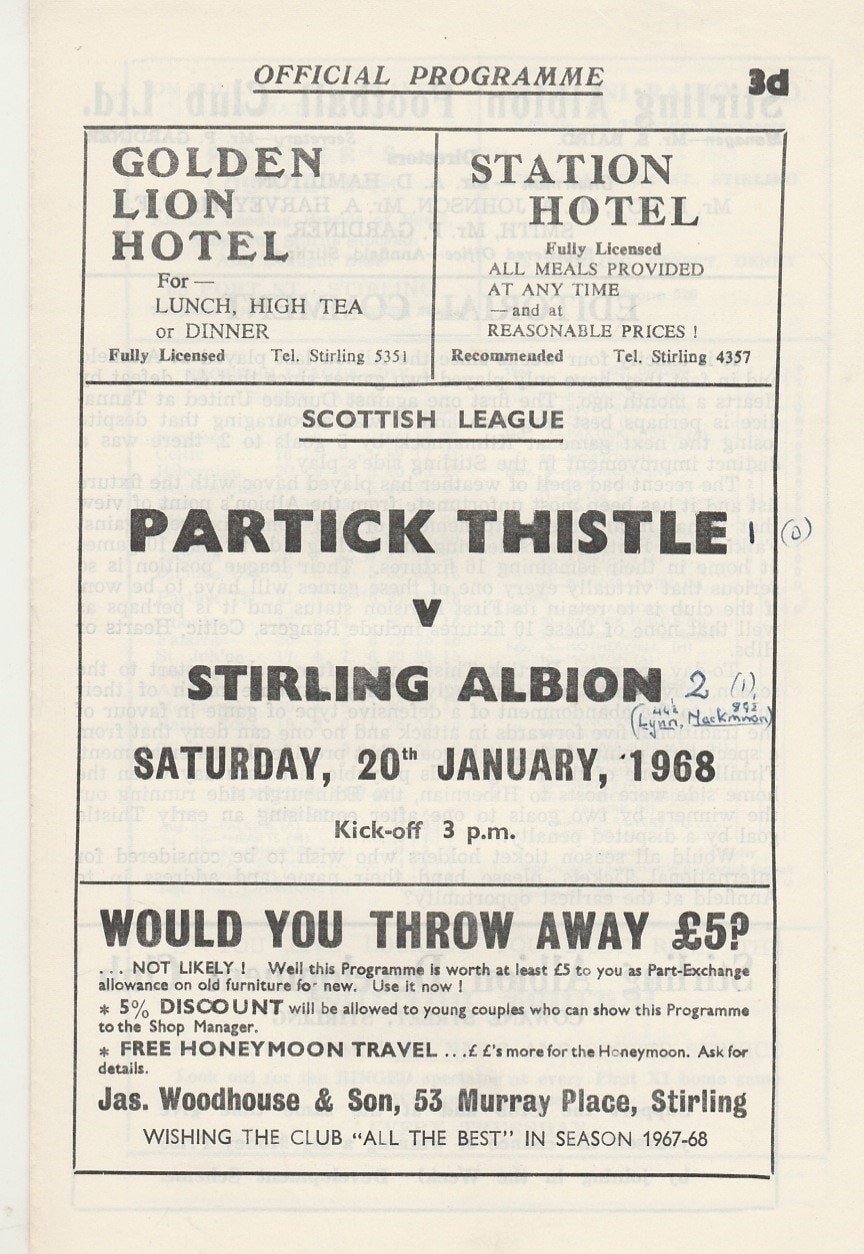 OFFICIAL PROGRAMME
3d
GOLDEN
LION
HOTEL
For —
LUNCH, HIGH TEA
or DINNER
Fully Licensed Tel. Stirling 5351
STATION
HOTEL
Fully Licensed
ALL MEALS PROVIDED
AT ANY TIME
— and at
REASONABLE PRICES !
Recommended Tel. Stirling 4357
SCOTTISH LEAGUE
PARTICK THISTLE 1 (0)
v
STIRLING ALBION 2 (1)
(Lynn, Mackinnon)
SATURDAY, 20th JANUARY, 1968
Kick-off 3 p.m.
WOULD YOU THROW AWAY £5?
... NOT LIKELY ! Well this Programme is worth at least £5 to you as Part-Exchange
allowance on old furniture for new. Use it now !
* 5% DISCOUNT will be allowed to young couples who can show this Programme
to the Shop Manager.
* FREE HONEYMOON TRAVEL ...£ £'s more for the Honeymoon. Ask for
details.
Jas. Woodhouse & Son, 53 Murray Place, Stirling
WISHING THE CLUB "ALL THE BEST" IN SEASON 1967-68